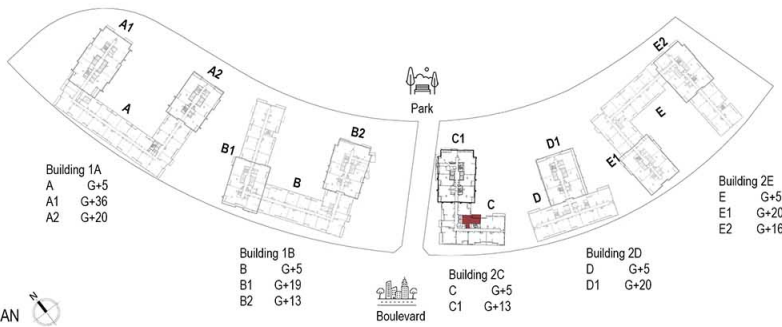 A1
A2
A
B1
B2
B
Park
C1
C
D1
D
E2
E
E1
Building 1A
A G+5
A1 G+36
A2 G+20
Building 1B
B G+5
B1 G+19
B2 G+13
Building 2C
C G+5
C1 G+13
Building 2D
D G+5
D1 G+20
Building 2E
E G+5
E1 G+20
E2 G+16
Boulevard
AN
N